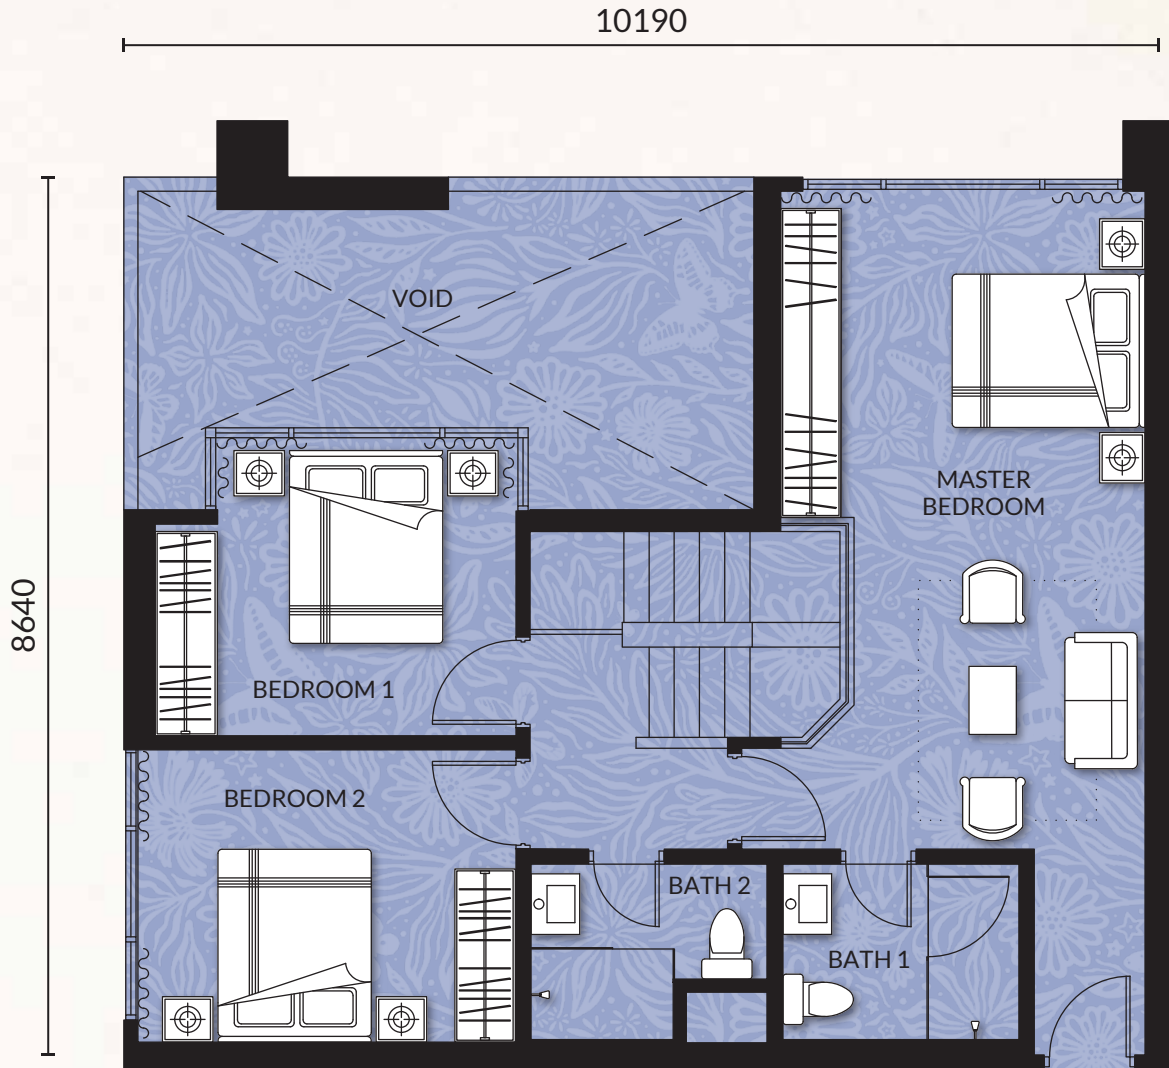 10190
8640
VOID
MASTER
BEDROOM
BEDROOM 1
BEDROOM 2
BATH 2
BATH 1